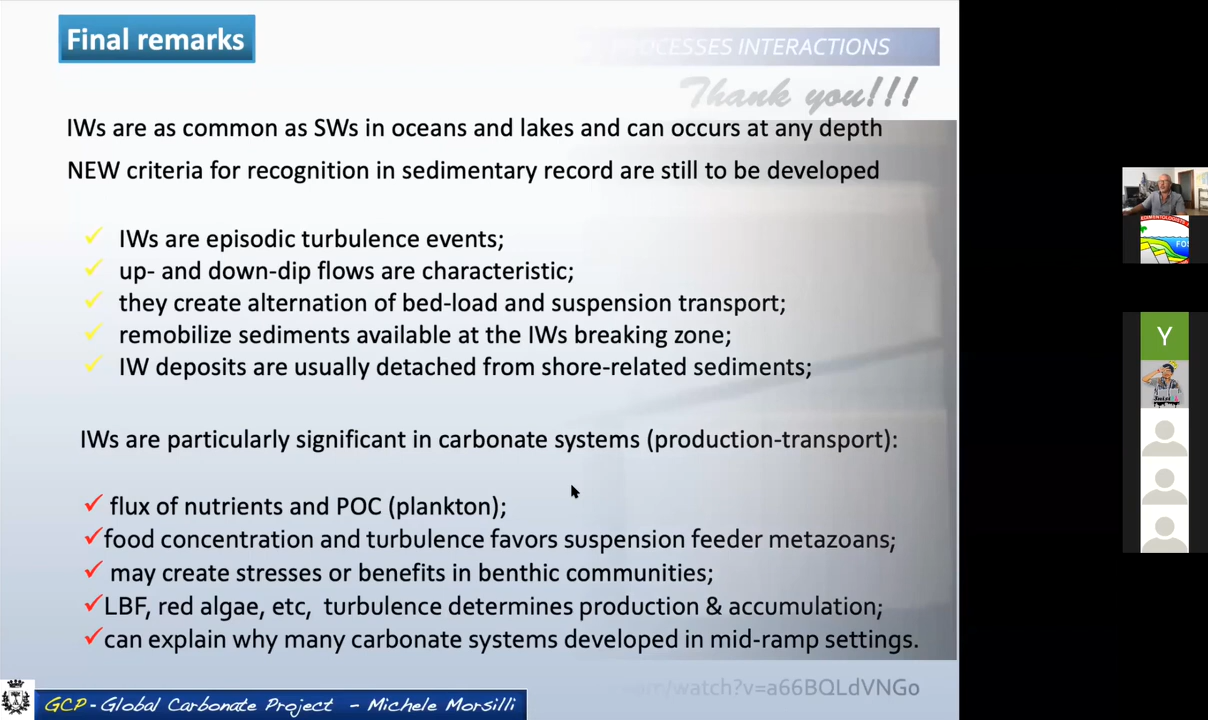 Final remarks
OCESSES INTERACTIONS
Thank you!!!
IWs are as common as SWs in oceans and lakes and can occurs at any depth
NEW criteria for recognition in sedimentary record are still to be developed
✓ IWs are episodic turbulence events;
✓ up- and down-dip flows are characteristic;
✓ they create alternation of bed-load and suspension transport;
✓ remobilize sediments available at the IWs breaking zone;
✓ IW deposits are usually detached from shore-related sediments;
IWs are particularly significant in carbonate systems (production-transport):
✓ flux of nutrients and POC (plankton);
✓food concentration and turbulence favors suspension feeder metazoans;
✓ may create stresses or benefits in benthic communities;
✓LBF, red algae, etc, turbulence determines production & accumulation;
✓can explain why many carbonate systems developed in mid-ramp settings.
om/watch?v=a66BQLdVNGo
GCP - Global Carbonate Project - Michele Morsilli
Y
FOS